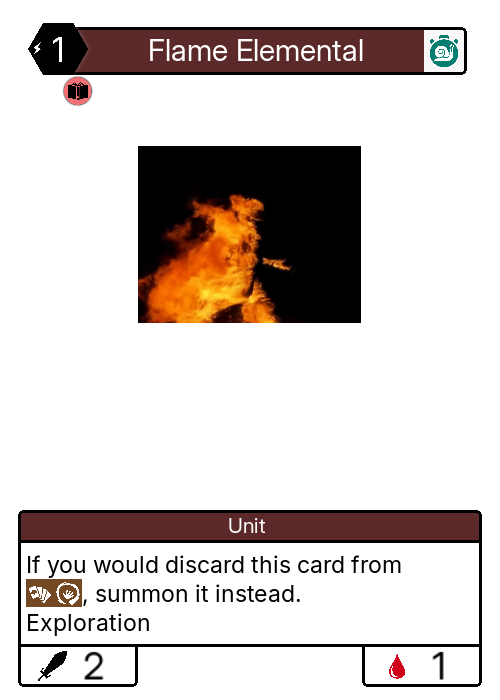 1
Flame Elemental
Unit
If you would discard this card from
, summon it instead.
Exploration
2
1